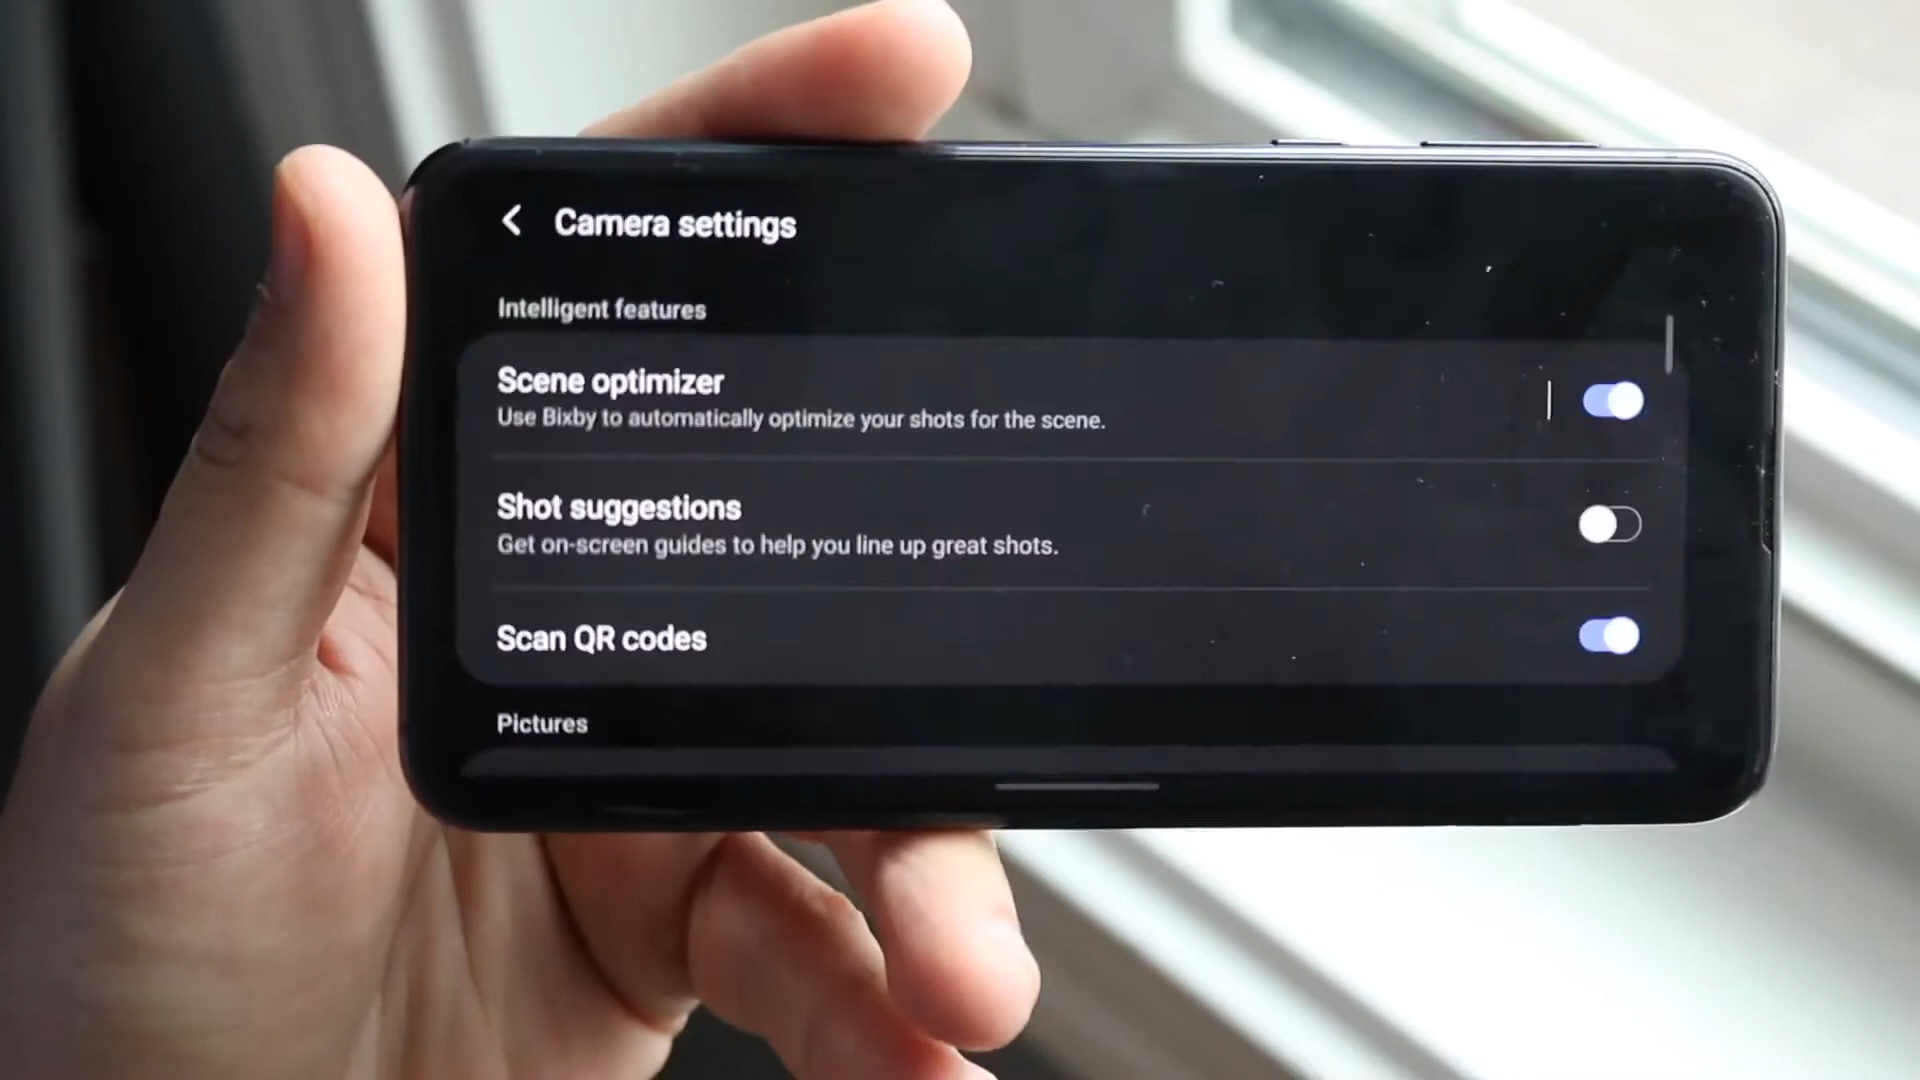 Camera settings
Intelligent features
Scene optimizer
Use Bixby to automatically optimize your shots for the scene.
Shot suggestions
Get on-screen guides to help you line up great shots.
Scan QR codes
Pictures